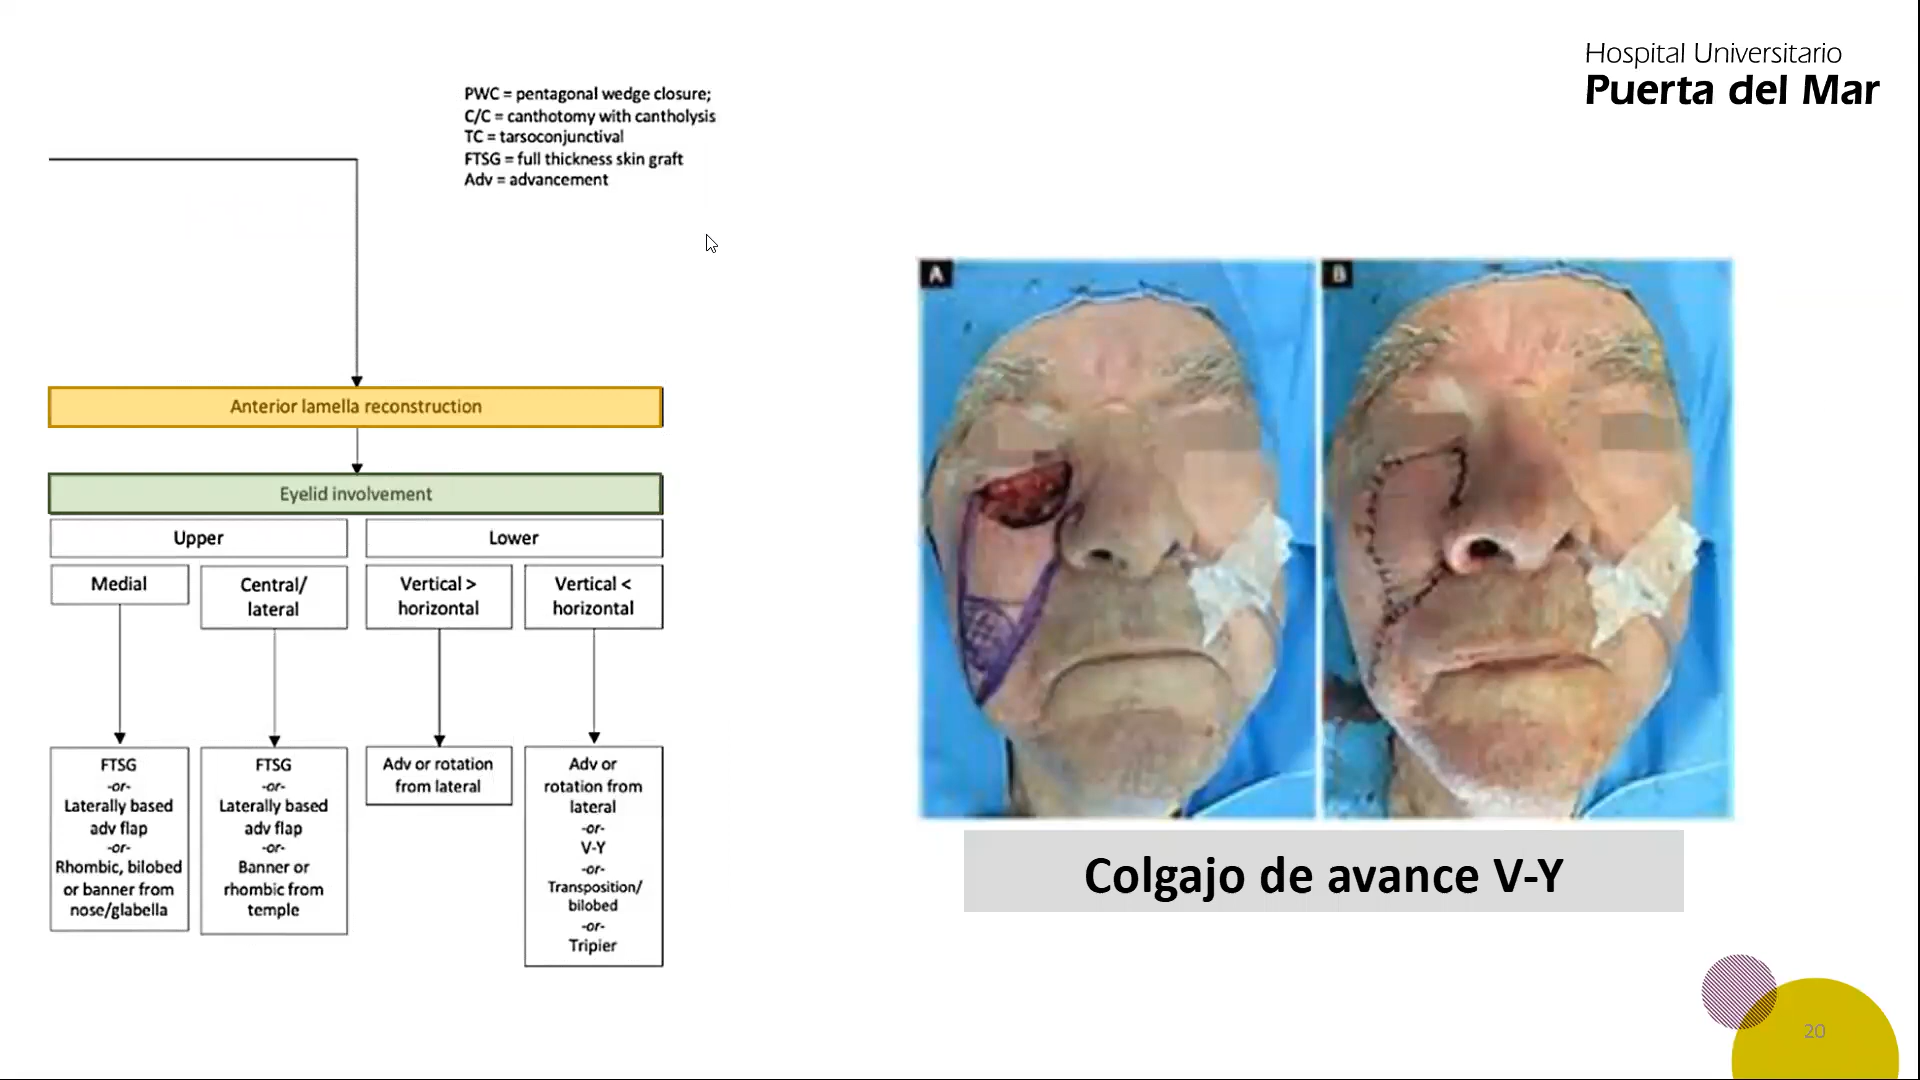 Hospital Universitario
Puerta del Mar
PWC = pentagonal wedge closure;
C/C = canthotomy with cantholysis
TC = tarsoconjunctival
FTSG = full thickness skin graft
Adv = advancement
A
B
Anterior lamella reconstruction
Eyelid involvement
Upper
Lower
Medial
Central/
lateral
Vertical >
horizontal
Vertical <
horizontal
FTSG
-or-
Laterally based
adv flap
-or-
Rhombic, bilobed
or banner from
nose/glabella
FTSG
-or-
Laterally based
adv flap
-or-
Banner or
rhombic from
temple
Adv or rotation
from lateral
Adv or
rotation from
lateral
-or-
V-Y
-or-
Transposition/
bilobed
-or-
Tripier
Colgajo de avance V-Y
20